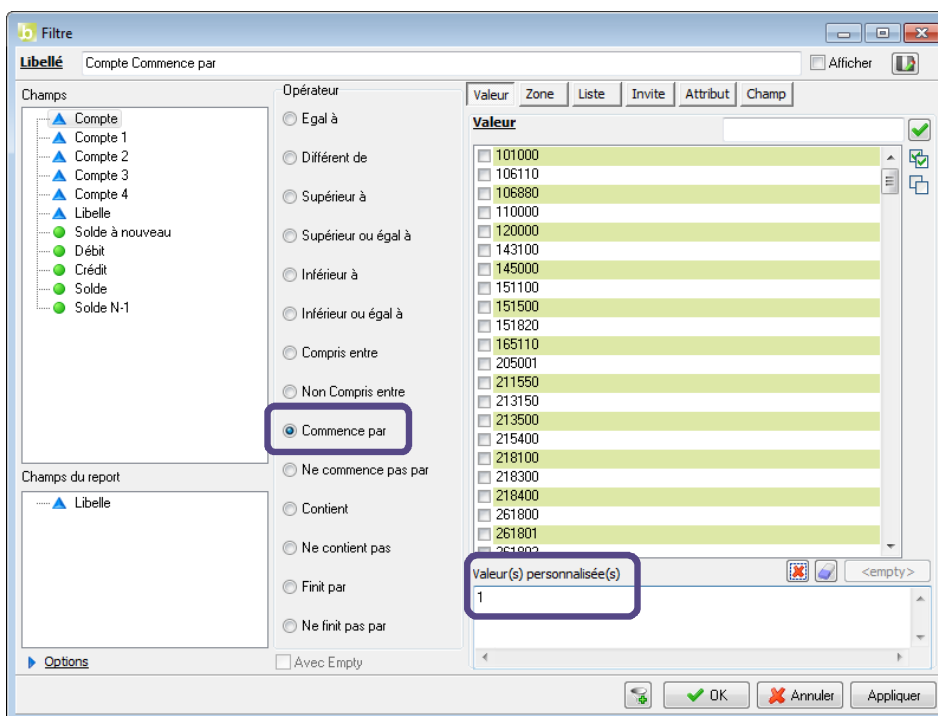 Filtre
Libellé Compte Commence par Afficher
Champs
Compte
Compte 1
Compte 2
Compte 3
Compte 4
Libelle
Solde à nouveau
Débit
Crédit
Solde
Solde N-1
Champs du report
Libelle
Options
Opérateur
Egal à
Différent de
Supérieur à
Supérieur ou égal à
Inférieur à
Inférieur ou égal à
Compris entre
Non Compris entre
Commence par
Ne commence pas par
Contient
Ne contient pas
Finit par
Ne finit pas par
Avec Empty
Valeur Zone Liste Invite Attribut Champ
Valeur
101000
106110
106880
110000
120000
143100
145000
151100
151500
151820
165110
205001
211550
213150
213500
215400
218100
218300
218400
261800
261801
261802
Valeur(s) personnalisée(s) <empty>
1
OK Annuler Appliquer